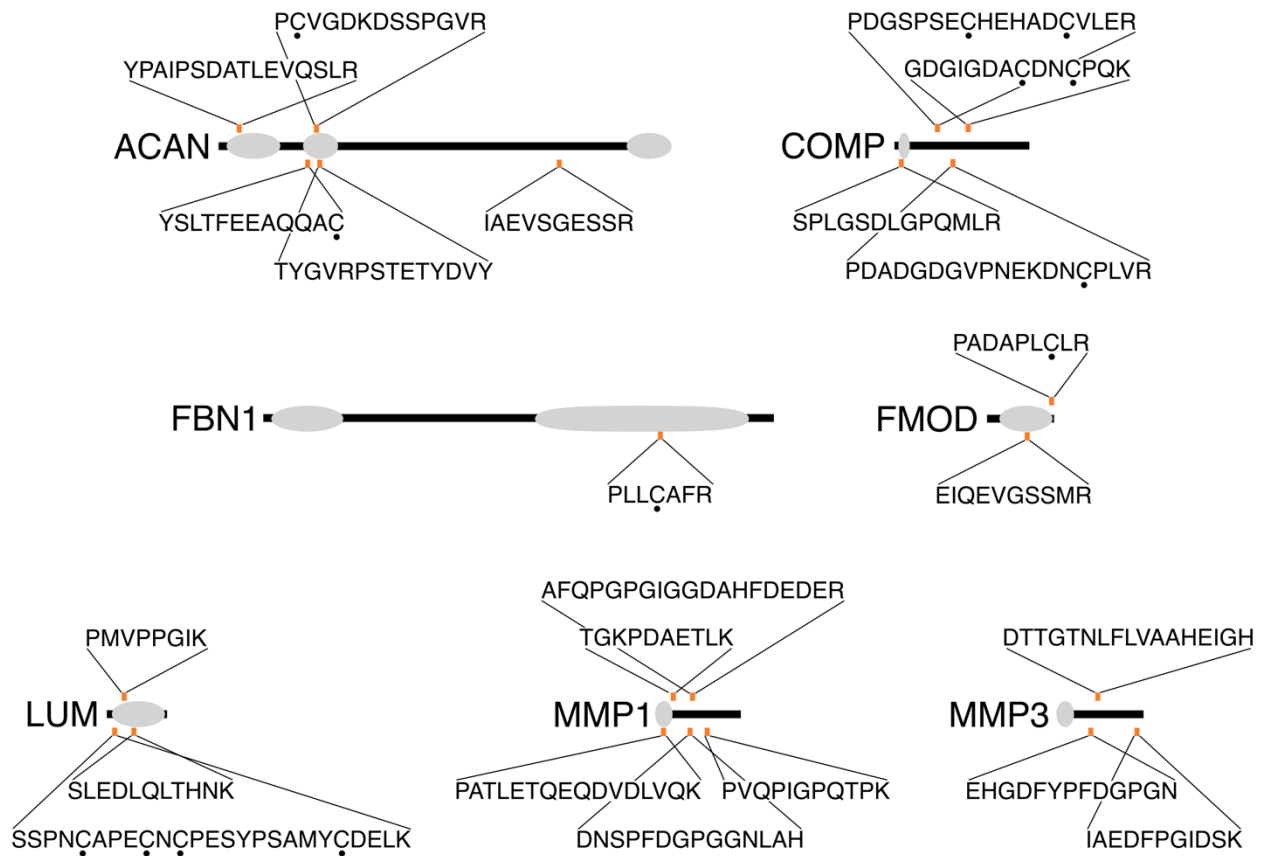 PCVGDKDSSPGVR
YPAIPSDATLEVQSLR
ACAN
YSLTFEEAQQAC
IAEVSGESSR
TYGVRPSTETYDVY
PDGSPSECHEHADCVLER
GDGIGDACDNCPQK
COMP
SPLGSDLGPQMLR
PDADGDGVPNEKDNCPLVR
FBN1
PLLCAFR
PADAPLCLR
FMOD
EIQEVGSSMR
PMVPPGIK
LUM
SLEDLQLTHNK
SSPNCAPECNCPESYPSAMYCDELK
AFQPGPGIGGDAHFDEDER
TGKPDAETLK
MMP1
PATLETQEQDVDLVQK
PVQPIGPQTPK
DNSPFDGPGGNLAH
DTTGTNLFLVAAHEIGH
MMP3
EHGDFYPFDGPGN
IAEDFPGIDSK